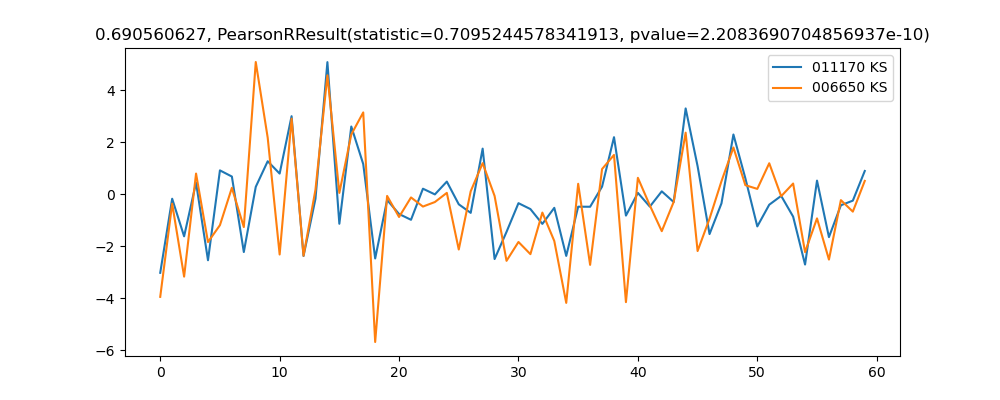 0.690560627, PearsonRResult(statistic=0.7095244578341913, pvalue=2.2083690704856937e-10)
011170 KS
006650 KS
4
2
0
−2
−4
−6
0 10 20 30 40 50 60